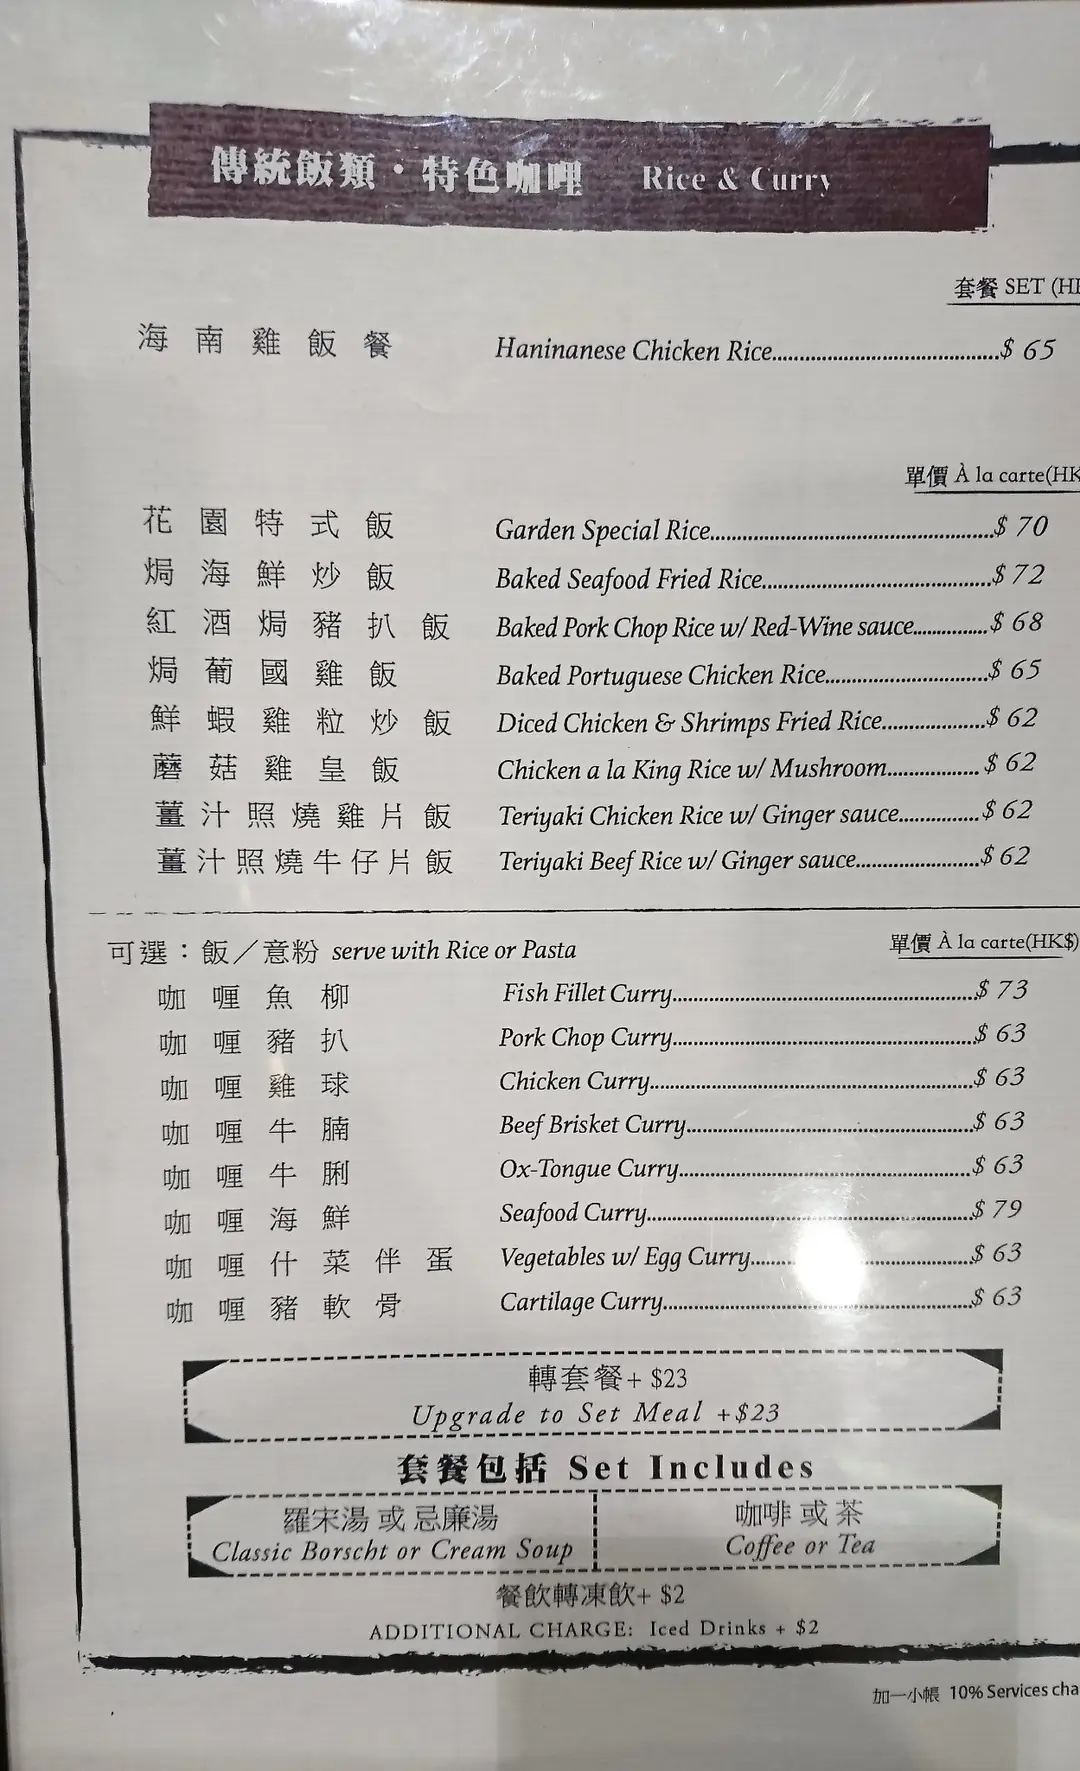 傳統飯類・特色咖喱 Rice & Curry
套餐 SET (H
海南雞飯餐 Haninanese Chicken Rice $ 65
單價 À la carte(HK
花園特式飯 Garden Special Rice $ 70
焗海鮮炒飯 Baked Seafood Fried Rice $ 72
紅酒焗豬扒飯 Baked Pork Chop Rice w/ Red-Wine sauce $ 68
焗葡國雞飯 Baked Portuguese Chicken Rice $ 65
鮮蝦雞粒炒飯 Diced Chicken & Shrimps Fried Rice $ 62
蘑菇雞皇飯 Chicken a la King Rice w/ Mushroom $ 62
薑汁照燒雞片飯 Teriyaki Chicken Rice w/ Ginger sauce $ 62
薑汁照燒牛仔片飯 Teriyaki Beef Rice w/ Ginger sauce $ 62
可選：飯／意粉 serve with Rice or Pasta 單價 À la carte(HK$)
咖喱魚柳 Fish Fillet Curry $ 73
咖喱豬扒 Pork Chop Curry $ 63
咖喱雞球 Chicken Curry $ 63
咖喱牛腩 Beef Brisket Curry $ 63
咖喱牛脷 Ox-Tongue Curry $ 63
咖喱海鮮 Seafood Curry $ 79
咖喱什菜伴蛋 Vegetables w/ Egg Curry $ 63
咖喱豬軟骨 Cartilage Curry $ 63
轉套餐+ $23
Upgrade to Set Meal +$23
套餐包括 Set Includes
羅宋湯 或 忌廉湯 咖啡 或 茶
Classic Borscht or Cream Soup Coffee or Tea
餐飲轉凍飲+ $2
ADDITIONAL CHARGE: Iced Drinks + $2
加一小帳 10% Services cha